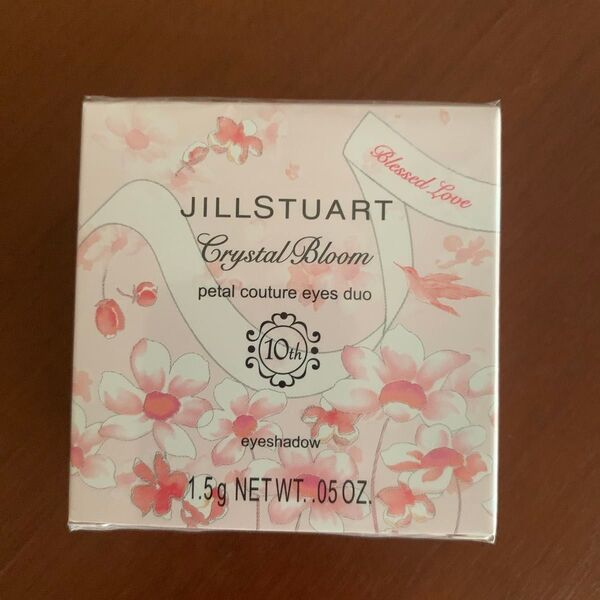 Blessed Love
JILLSTUART
Crystal Bloom
petal couture eyes duo
10th
eyeshadow
1.5g NET WT. .05 OZ.